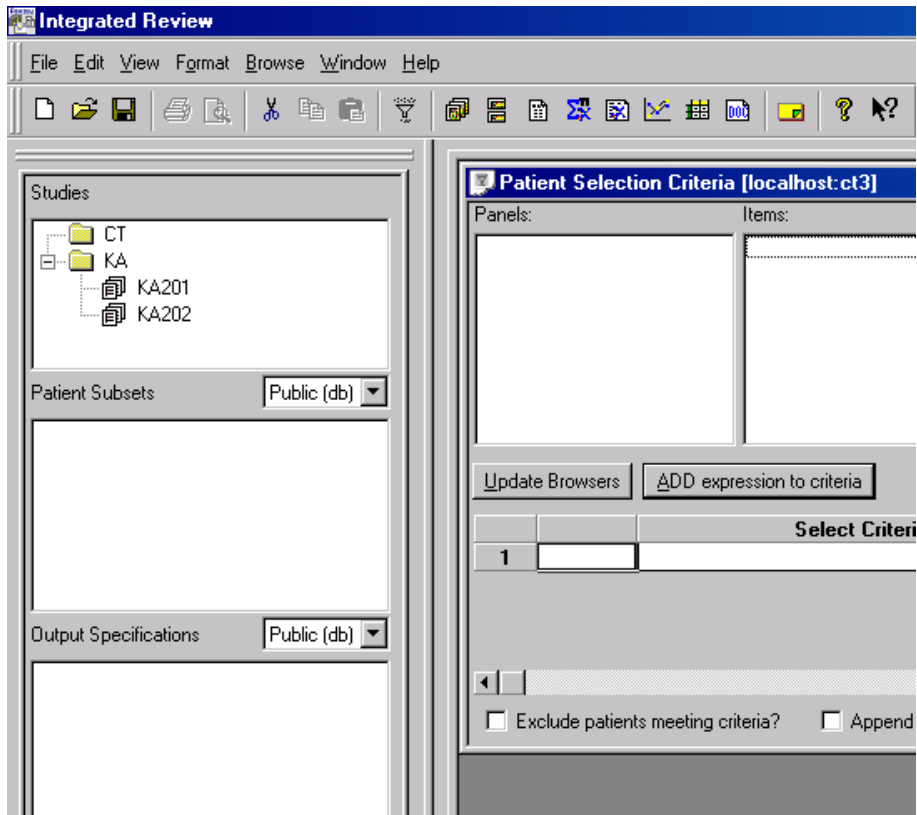 Integrated Review
File Edit View Format Browse Window Help
Studies
CT
KA
KA201
KA202
Patient Subsets Public (db)
Output Specifications Public (db)
Patient Selection Criteria [localhost:ct3]
Panels: Items:
Update Browsers ADD expression to criteria
Select Criteri
1
Exclude patients meeting criteria? Append